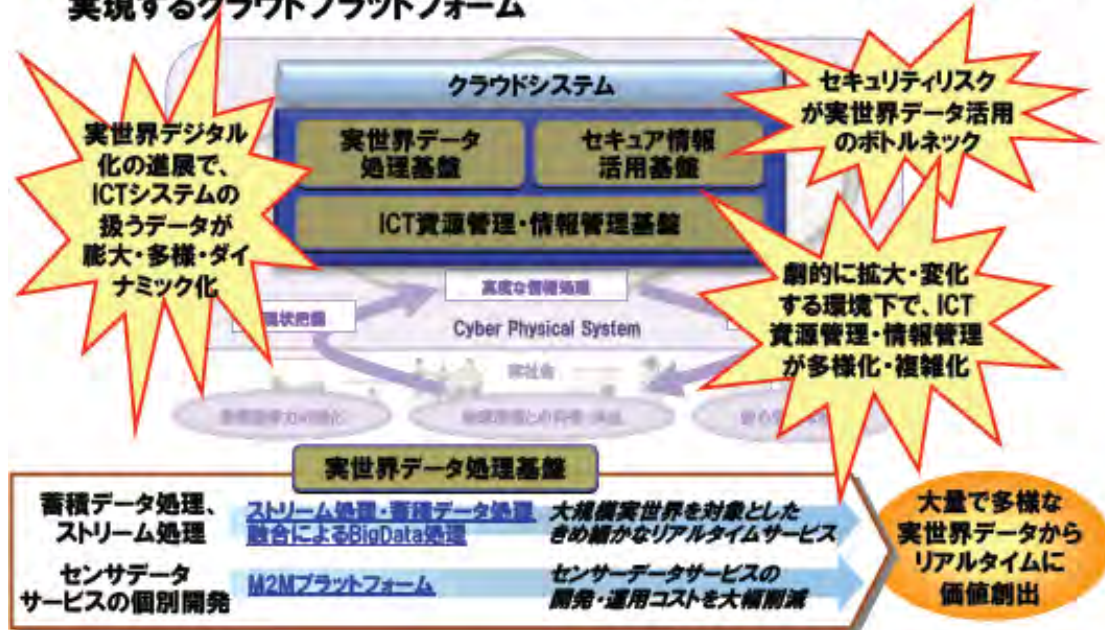 実現するクラウドプラットフォーム
クラウドシステム
実世界データ
処理基盤
セキュア情報
活用基盤
ICT資源管理・情報管理基盤
実世界デジタル
化の進展で、
ICTシステムの
扱うデータが
膨大・多様・ダイ
ナミック化
セキュリティリスク
が実世界データ活用
のボトルネック
劇的に拡大・変化
する環境下で、ICT
資源管理・情報管理
が多様化・複雑化
高度な情報処理
現状把握
Cyber Physical System
実社会
実世界データ処理基盤
蓄積データ処理、
ストリーム処理
ストリーム処理・蓄積データ処理
融合によるBigData処理
大規模実世界を対象とした
きめ細かなリアルタイムサービス
センサデータ
サービスの個別開発
M2Mプラットフォーム
センサーデータサービスの
開発・運用コストを大幅削減
大量で多様な
実世界データから
リアルタイムに
価値創出